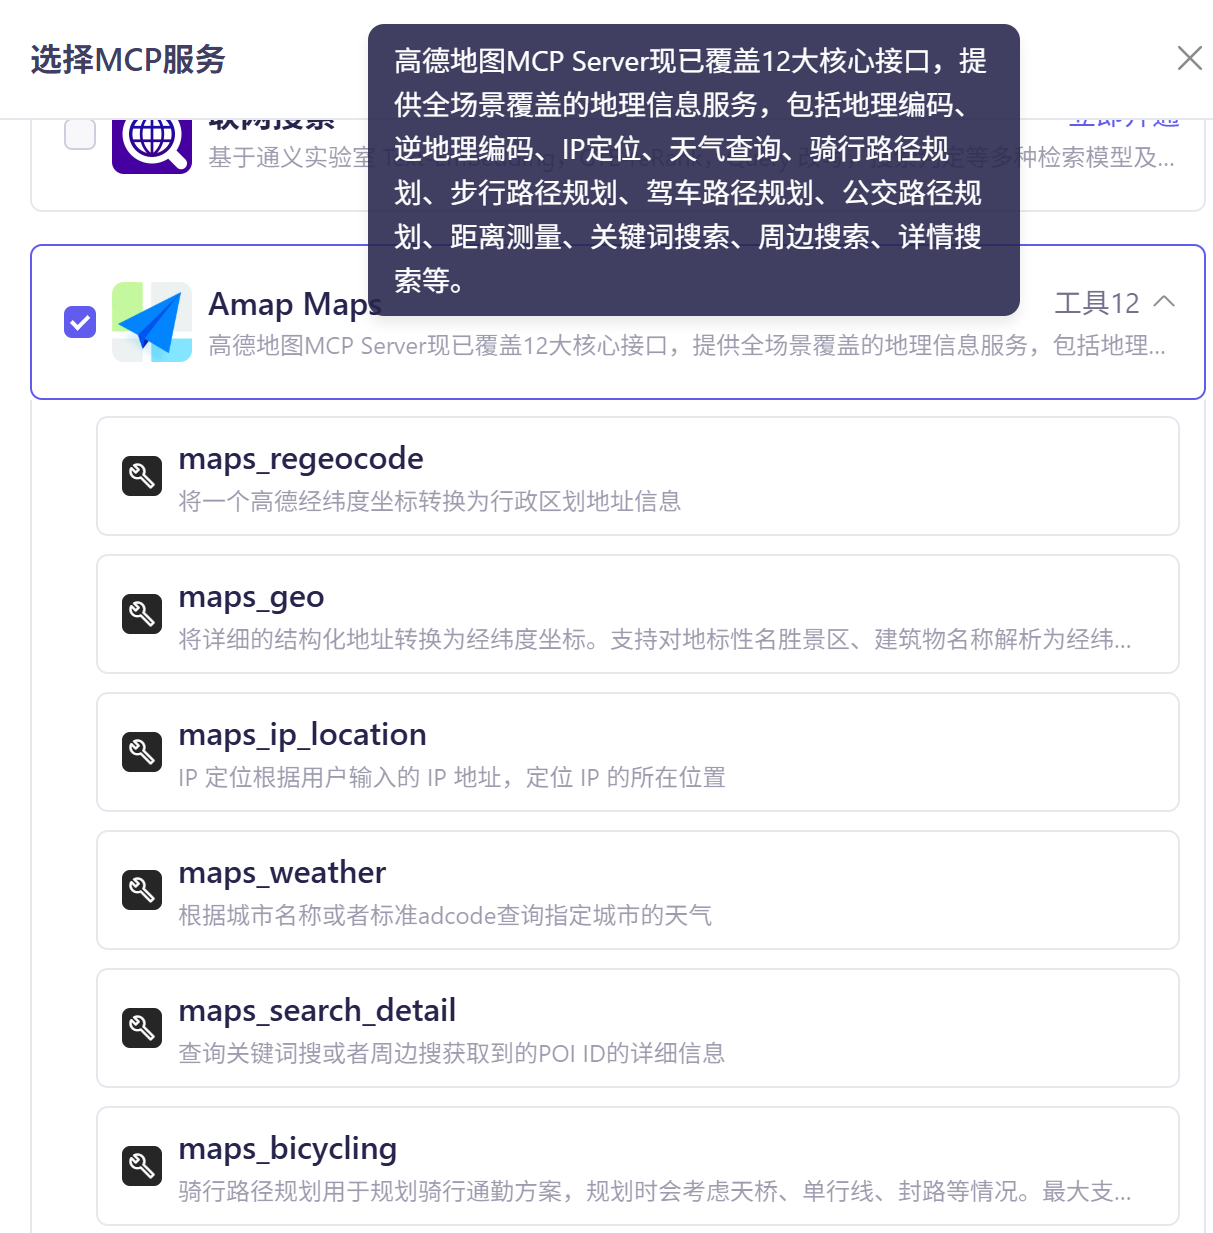 选择MCP服务
高德地图MCP Server现已覆盖12大核心接口，提
供全场景覆盖的地理信息服务，包括地理编码、
逆地理编码、IP定位、天气查询、骑行路径规
划、步行路径规划、驾车路径规划、公交路径规
划、距离测量、关键词搜索、周边搜索、详情搜
索等。
联网搜索
立即开通
基于通义实验室 定等多种检索模型及...
Amap Maps
工具12
高德地图MCP Server现已覆盖12大核心接口，提供全场景覆盖的地理信息服务，包括地理...
maps_regeocode
将一个高德经纬度坐标转换为行政区划地址信息
maps_geo
将详细的结构化地址转换为经纬度坐标。支持对地标性名胜景区、建筑物名称解析为经纬...
maps_ip_location
IP 定位根据用户输入的 IP 地址，定位 IP 的所在位置
maps_weather
根据城市名称或者标准adcode查询指定城市的天气
maps_search_detail
查询关键词搜或者周边搜获取到的POI ID的详细信息
maps_bicycling
骑行路径规划用于规划骑行通勤方案，规划时会考虑天桥、单行线、封路等情况。最大支...